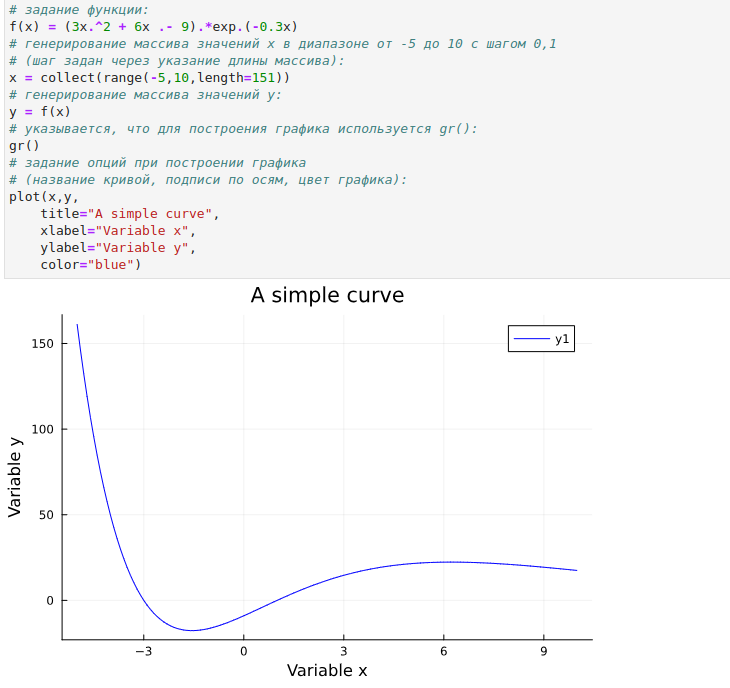 # задание функции:
f(x) = (3x.^2 + 6x .- 9).*exp.(-0.3x)
# генерирование массива значений x в диапазоне от -5 до 10 с шагом 0,1
# (шаг задан через указание длины массива):
x = collect(range(-5,10,length=151))
# генерирование массива значений y:
y = f(x)
# указывается, что для построения графика используется gr():
gr()
# задание опций при построении графика
# (название кривой, подписи по осям, цвет графика):
plot(x,y,
    title="A simple curve",
    xlabel="Variable x",
    ylabel="Variable y",
    color="blue")
A simple curve
y1
150
100
50
0
Variable y
−3 0 3 6 9
Variable x